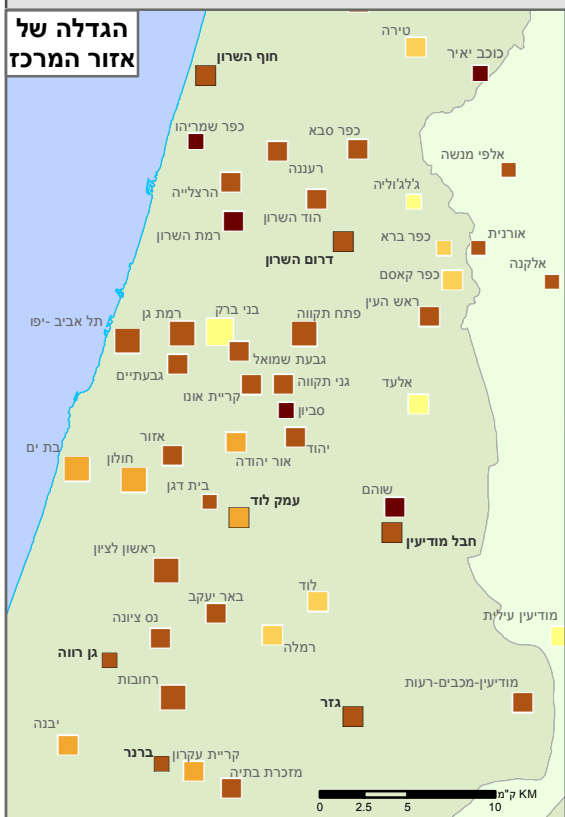 הגדלה של
אזור המרכז
טירה
חוף השרון
כוכב יאיר
כפר שמריהו
כפר סבא
רעננה
אלפי מנשה
הרצלייה
ג'לג'וליה
הוד השרון
רמת השרון
כפר ברא
אורנית
דרום השרון
אלקנה
כפר קאסם
ראש העין
בני ברק
פתח תקווה
רמת גן
תל אביב -יפו
גבעת שמואל
גבעתיים
גני תקווה
קריית אונו
אלעד
סביון
יהוד
אזור
אור יהודה
בת ים
חולון
בית דגן
עמק לוד
שוהם
חבל מודיעין
ראשון לציון
לוד
באר יעקב
נס ציונה
מודיעין עילית
רמלה
גן רווה
מודיעין-מכבים-רעות
רחובות
גזר
יבנה
ברנר
קריית עקרון
מזכרת בתיה
ק"מ KM
0 2.5 5 10